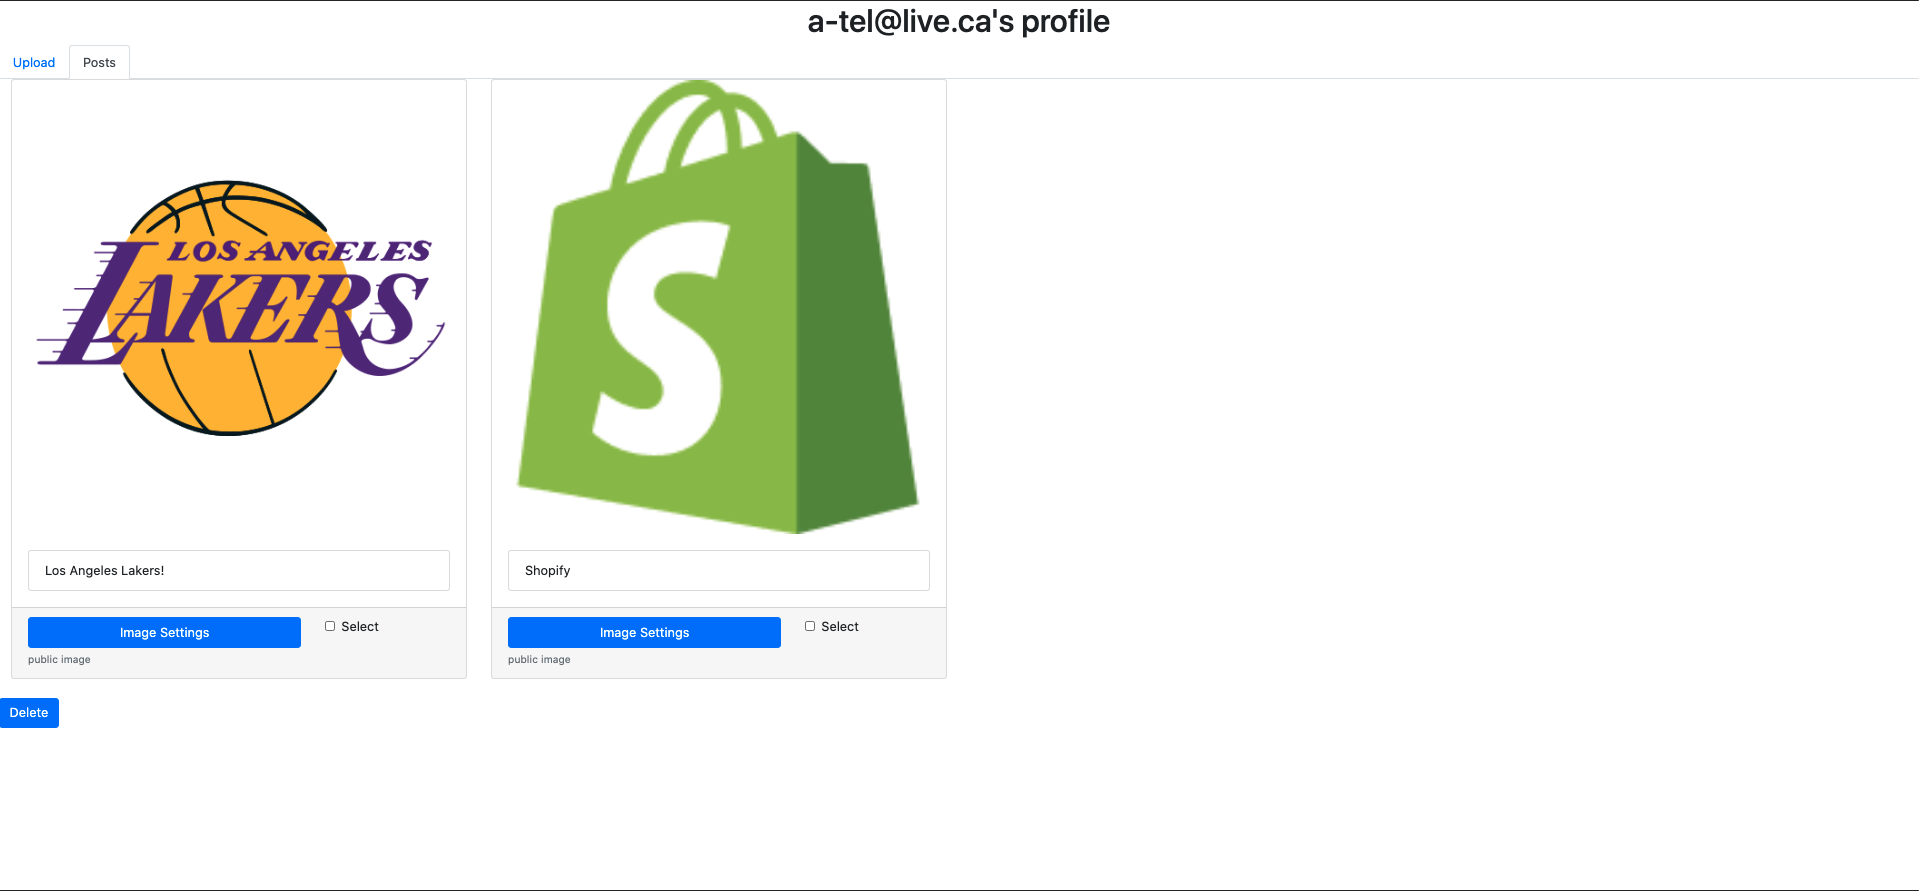 a-tel@live.ca's profile
Upload
Posts
LOS ANGELES
LAKERS
S
Los Angeles Lakers!
Shopify
Image Settings
Select
public image
Image Settings
Select
public image
Delete